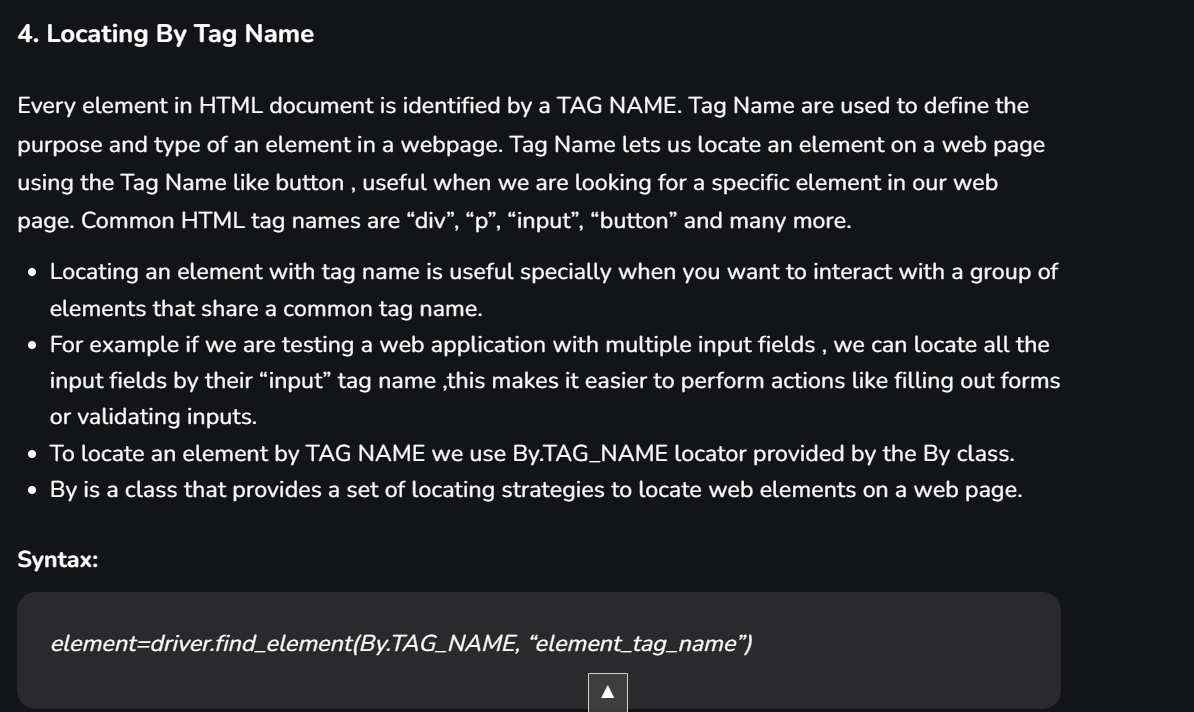 4. Locating By Tag Name
Every element in HTML document is identified by a TAG NAME. Tag Name are used to define the
purpose and type of an element in a webpage. Tag Name lets us locate an element on a web page
using the Tag Name like button , useful when we are looking for a specific element in our web
page. Common HTML tag names are “div”, “p”, “input”, “button” and many more.
• Locating an element with tag name is useful specially when you want to interact with a group of
elements that share a common tag name.
• For example if we are testing a web application with multiple input fields , we can locate all the
input fields by their “input” tag name ,this makes it easier to perform actions like filling out forms
or validating inputs.
• To locate an element by TAG NAME we use By.TAG_NAME locator provided by the By class.
• By is a class that provides a set of locating strategies to locate web elements on a web page.
Syntax:
element=driver.find_element(By.TAG_NAME, “element_tag_name”)
▲